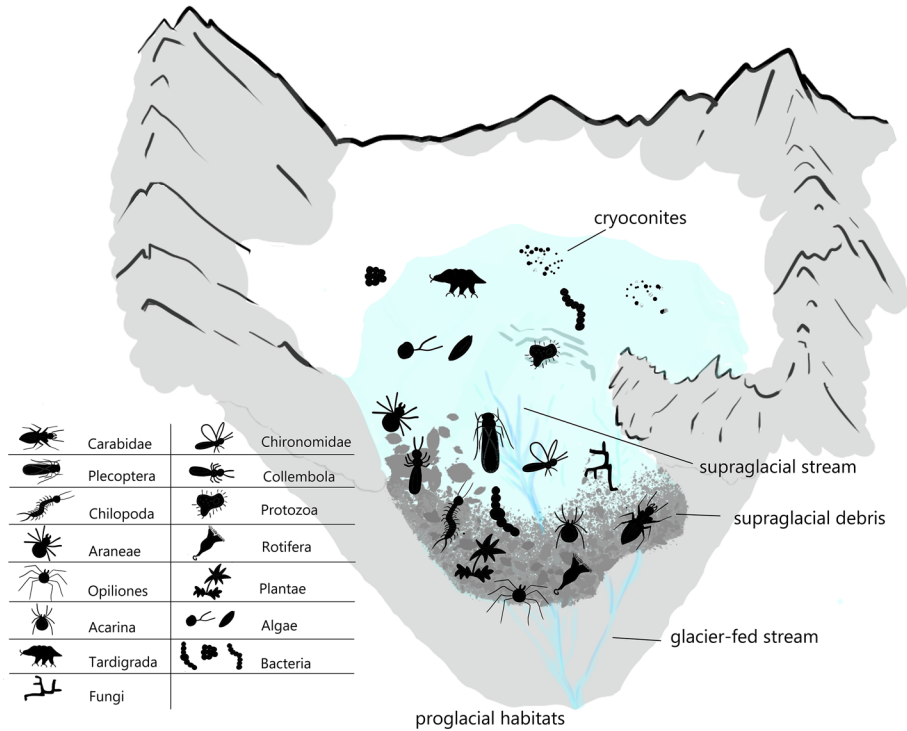 cryoconites
supraglacial stream
supraglacial debris
glacier-fed stream
proglacial habitats
Carabidae
Chironomidae
Plecoptera
Collembola
Chilopoda
Protozoa
Araneae
Rotifera
Opiliones
Plantae
Acarina
Algae
Tardigrada
Bacteria
Fungi